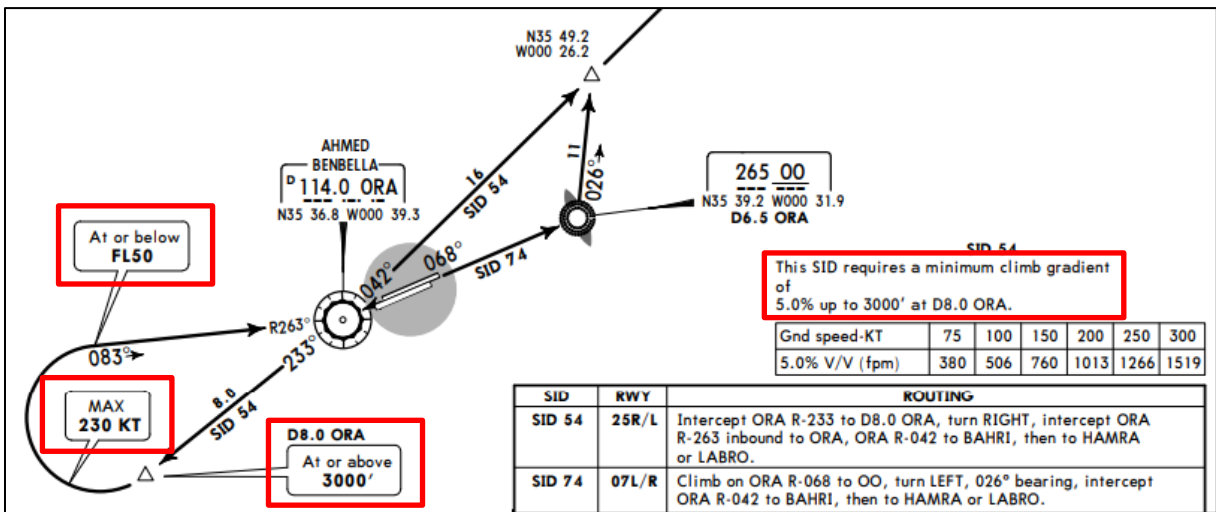 N35 49.2
W000 26.2
AHMED
BENBELLA
D 114.0 ORA
N35 36.8 W000 39.3
16
SID 54
11
026°
265 OO
N35 39.2 W000 31.9
D6.5 ORA
At or below
FL50
042°
068°
SID 74
R263°
083°
233°
8.0
SID 54
MAX
230 KT
D8.0 ORA
At or above
3000'
SID 54
This SID requires a minimum climb gradient
of
5.0% up to 3000' at D8.0 ORA.
Gnd speed-KT 75 100 150 200 250 300
5.0% V/V (fpm) 380 506 760 1013 1266 1519
SID RWY ROUTING
SID 54 25R/L Intercept ORA R-233 to D8.0 ORA, turn RIGHT, intercept ORA
R-263 inbound to ORA, ORA R-042 to BAHRI, then to HAMRA
or LABRO.
SID 74 07L/R Climb on ORA R-068 to OO, turn LEFT, 026° bearing, intercept
ORA R-042 to BAHRI, then to HAMRA or LABRO.